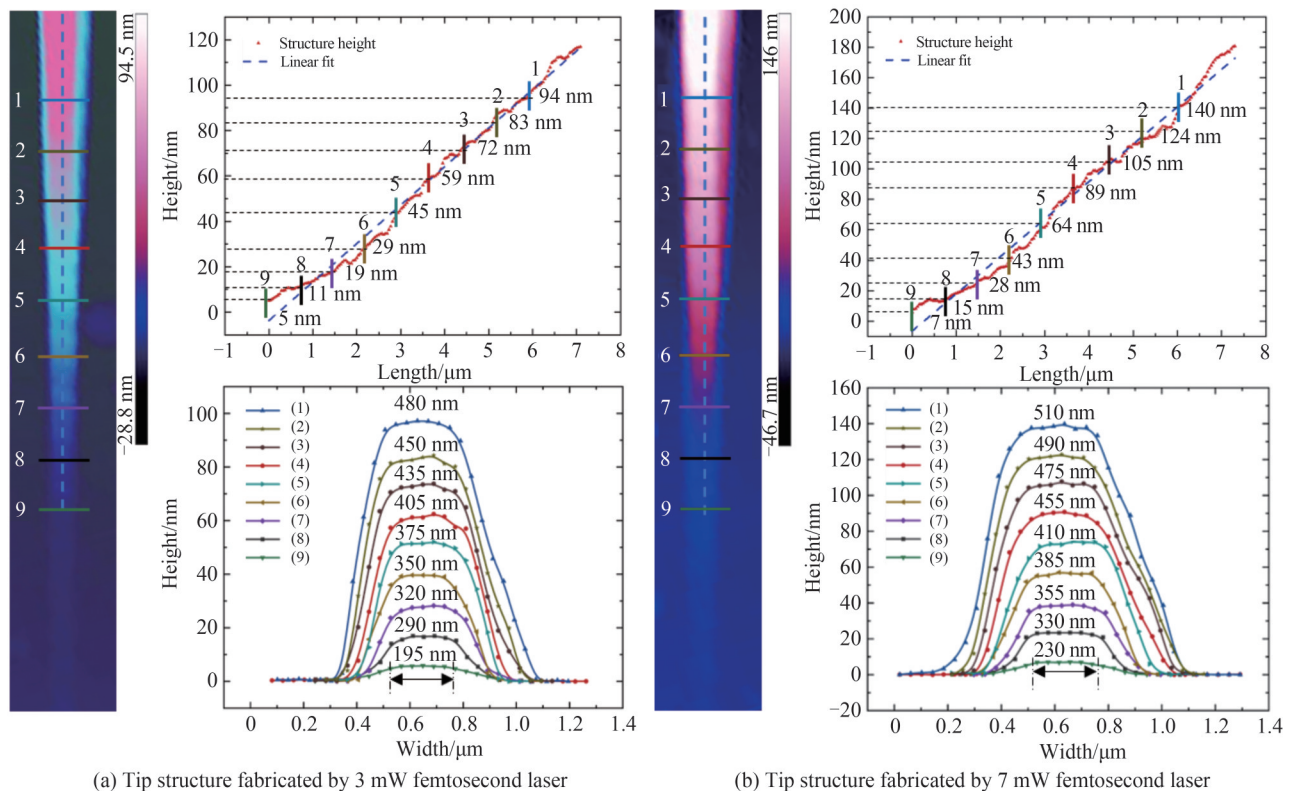 94.5 nm
−28.8 nm
1
2
3
4
5
6
7
8
9
Height/nm
120
100
80
60
40
20
0
Structure height
Linear fit
1
94 nm
2
83 nm
3
72 nm
4
59 nm
5
45 nm
6
29 nm
7
19 nm
8
11 nm
9
5 nm
−1 0 1 2 3 4 5 6 7 8
Length/μm
Height/nm
100
80
60
40
20
0
(1)
(2)
(3)
(4)
(5)
(6)
(7)
(8)
(9)
480 nm
450 nm
435 nm
405 nm
375 nm
350 nm
320 nm
290 nm
195 nm
0 0.2 0.4 0.6 0.8 1.0 1.2 1.4
Width/μm
(a) Tip structure fabricated by 3 mW femtosecond laser
146 nm
−46.7 nm
1
2
3
4
5
6
7
8
9
Height/nm
200
180
160
140
120
100
80
60
40
20
0
Structure height
Linear fit
1
140 nm
2
124 nm
3
105 nm
4
89 nm
5
64 nm
6
43 nm
7
28 nm
8
15 nm
9
7 nm
−1 0 1 2 3 4 5 6 7 8
Length/μm
Height/nm
160
140
120
100
80
60
40
20
0
−20
(1)
(2)
(3)
(4)
(5)
(6)
(7)
(8)
(9)
510 nm
490 nm
475 nm
455 nm
410 nm
385 nm
355 nm
330 nm
230 nm
0 0.2 0.4 0.6 0.8 1.0 1.2 1.4
Width/μm
(b) Tip structure fabricated by 7 mW femtosecond laser